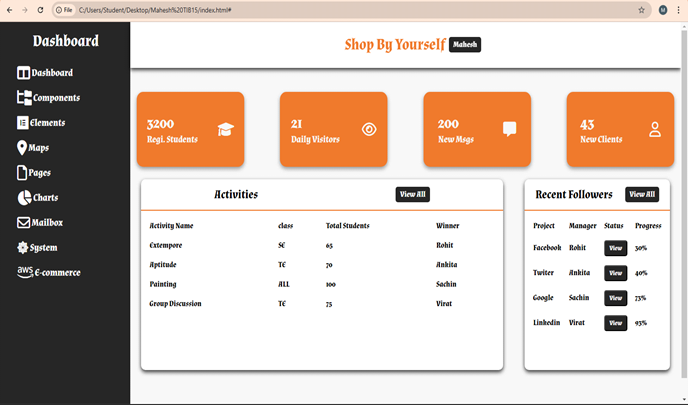 File C:/Users/Student/Desktop/Mahesh%20TIB15/index.html#
M
Dashboard
Dashboard
Components
Elements
Maps
Pages
Charts
Mailbox
System
aws E-commerce
Shop By Yourself Mahesh
3200
Regi. Students
21
Daily Visitors
200
New Msgs
43
New Clients
Activities View All
Activity Name class Total Students Winner
Extempore SE 65 Rohit
Aptitude TE 70 Ankita
Painting ALL 100 Sachin
Group Discussion TE 75 Virat
Recent Followers View All
Project Manager Status Progress
Facebook Rohit View 30%
Twiter Ankita View 40%
Google Sachin View 73%
Linkedin Virat View 93%